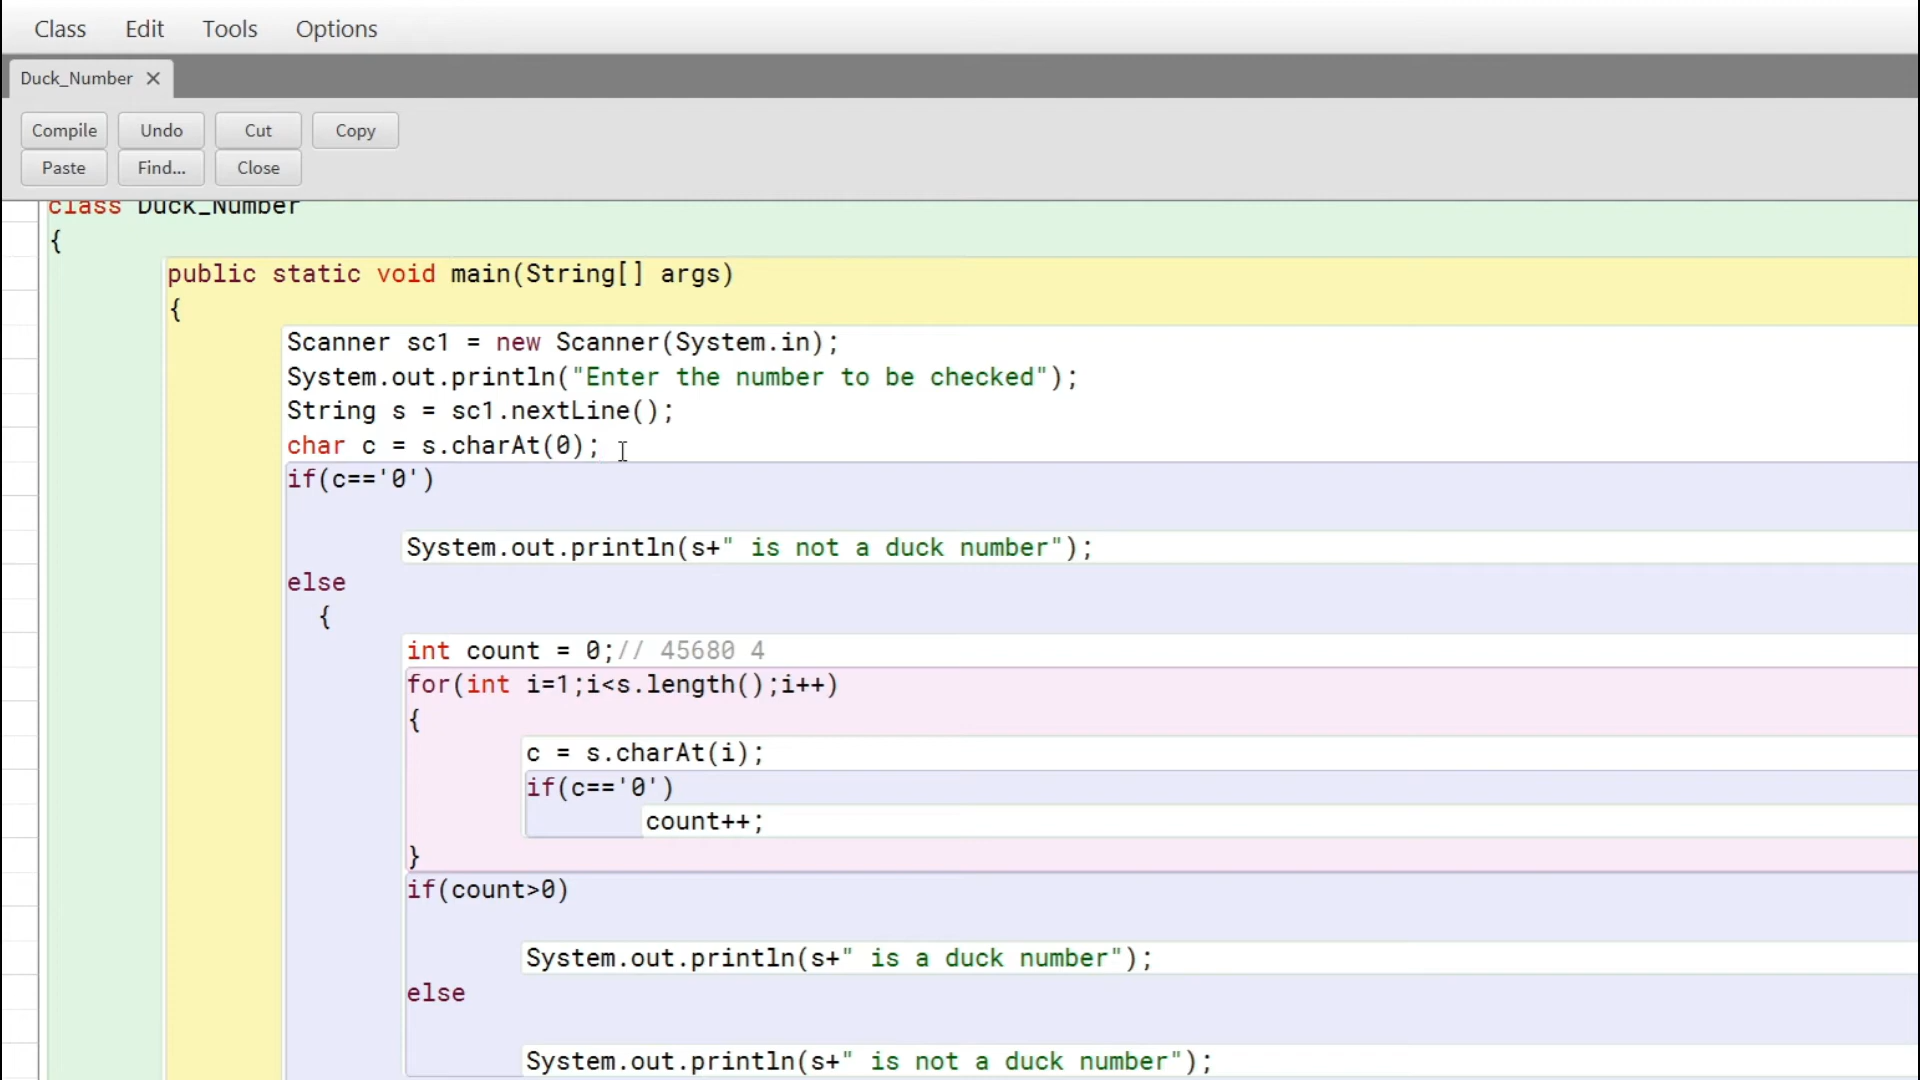 Class Edit Tools Options
Duck_Number ×
Compile Undo Cut Copy
Paste Find... Close
class Duck_Number
{
public static void main(String[] args)
{
Scanner sc1 = new Scanner(System.in);
System.out.println("Enter the number to be checked");
String s = sc1.nextLine();
char c = s.charAt(0);
if(c=='0')
System.out.println(s+" is not a duck number");
else
{
int count = 0;// 45680 4
for(int i=1;i<s.length();i++)
{
c = s.charAt(i);
if(c=='0')
count++;
}
if(count>0)
System.out.println(s+" is a duck number");
else
System.out.println(s+" is not a duck number");